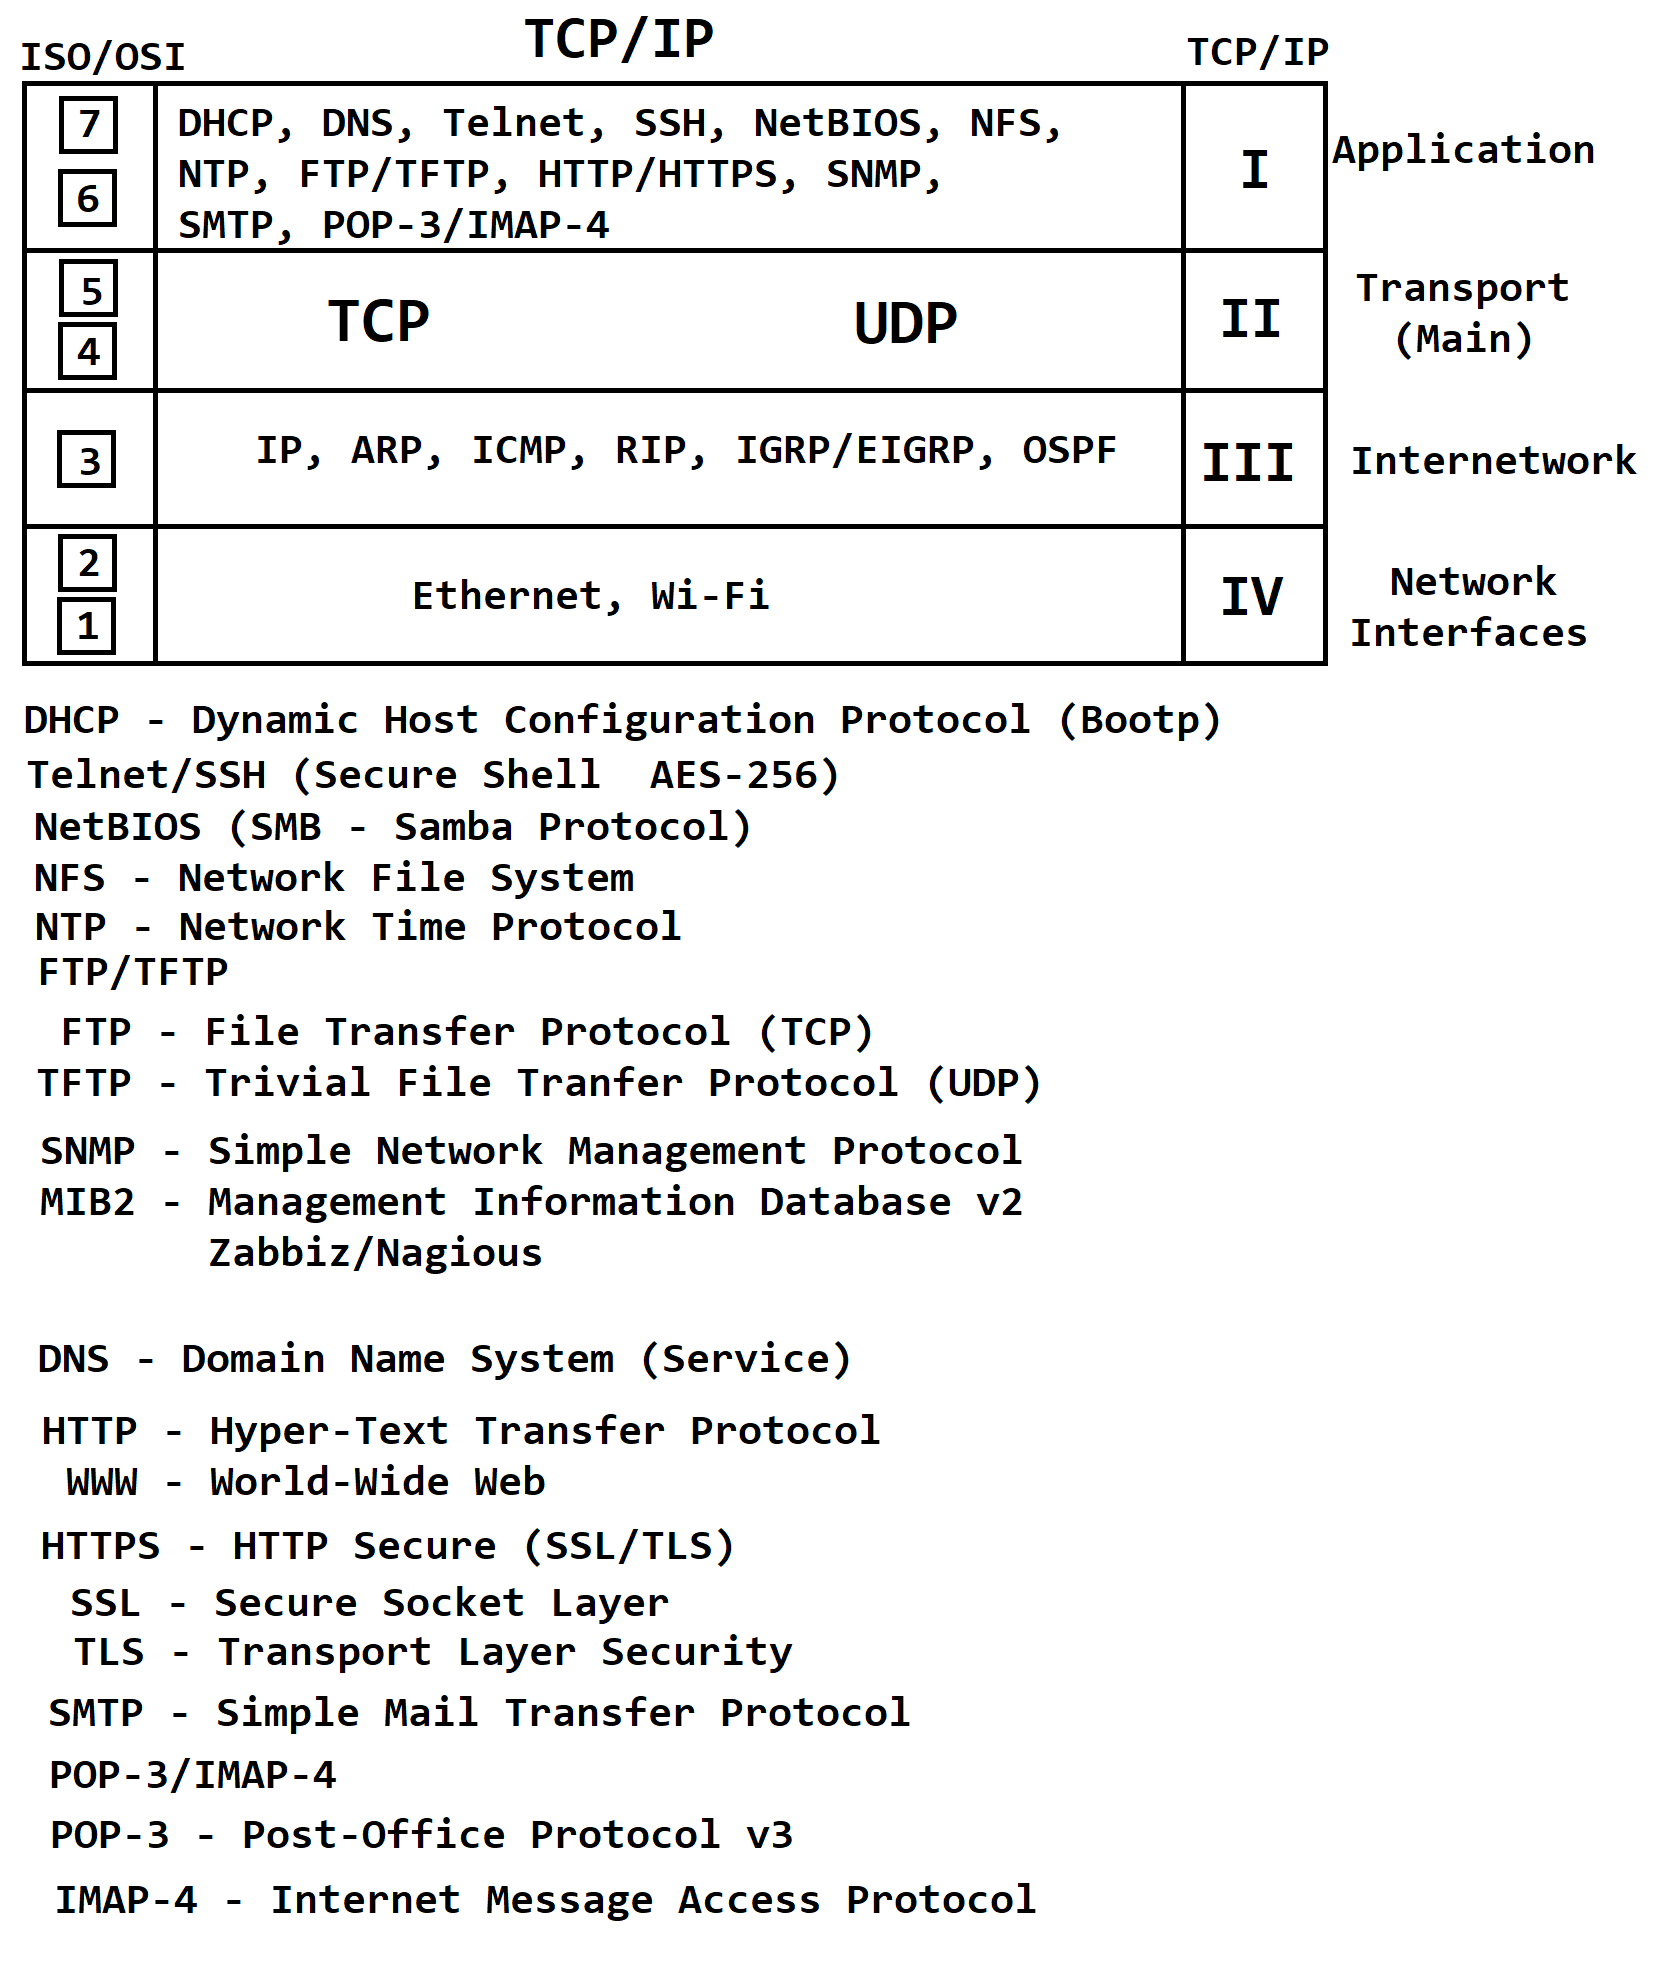 TCP/IP
ISO/OSI
TCP/IP
7
6
DHCP, DNS, Telnet, SSH, NetBIOS, NFS,
NTP, FTP/TFTP, HTTP/HTTPS, SNMP,
SMTP, POP-3/IMAP-4
I
Application
5
4
TCP
UDP
II
Transport
(Main)
3
IP, ARP, ICMP, RIP, IGRP/EIGRP, OSPF
III
Internetwork
2
1
Ethernet, Wi-Fi
IV
Network
Interfaces
DHCP - Dynamic Host Configuration Protocol (Bootp)
Telnet/SSH (Secure Shell  AES-256)
NetBIOS (SMB - Samba Protocol)
NFS - Network File System
NTP - Network Time Protocol
FTP/TFTP
FTP - File Transfer Protocol (TCP)
TFTP - Trivial File Tranfer Protocol (UDP)
SNMP - Simple Network Management Protocol
MIB2 - Management Information Database v2
Zabbiz/Nagious
DNS - Domain Name System (Service)
HTTP - Hyper-Text Transfer Protocol
WWW - World-Wide Web
HTTPS - HTTP Secure (SSL/TLS)
SSL - Secure Socket Layer
TLS - Transport Layer Security
SMTP - Simple Mail Transfer Protocol
POP-3/IMAP-4
POP-3 - Post-Office Protocol v3
IMAP-4 - Internet Message Access Protocol